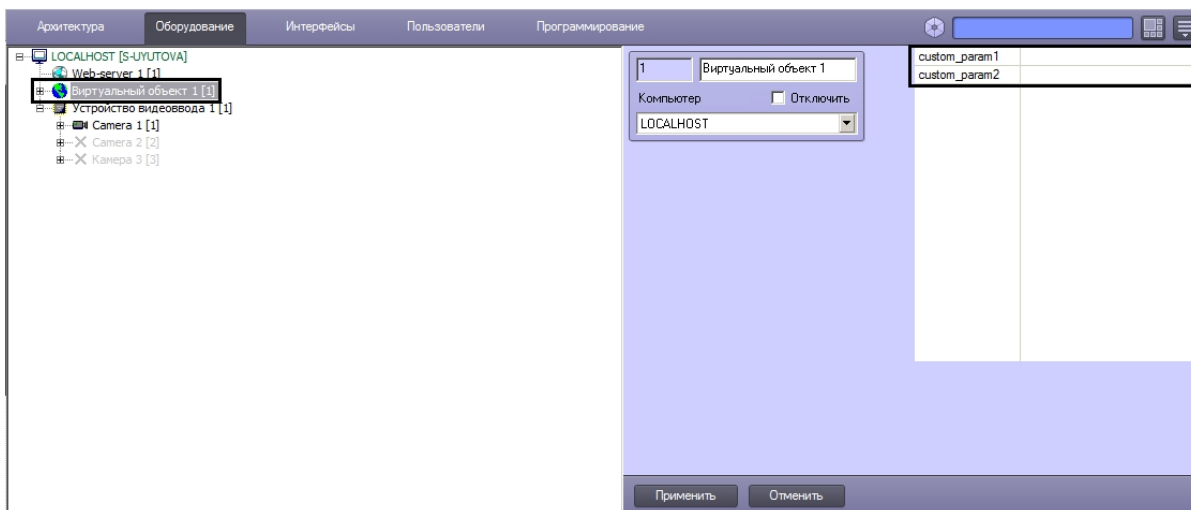 Архитектура Оборудование Интерфейсы Пользователи Программирование
LOCALHOST [S-UYUTOVA]
Web-server 1 [1]
Виртуальный объект 1 [1]
Устройство видеоввода 1 [1]
Camera 1 [1]
Camera 2 [2]
Камера 3 [3]
1 Виртуальный объект 1
Компьютер Отключить
LOCALHOST
custom_param1
custom_param2
Применить Отменить